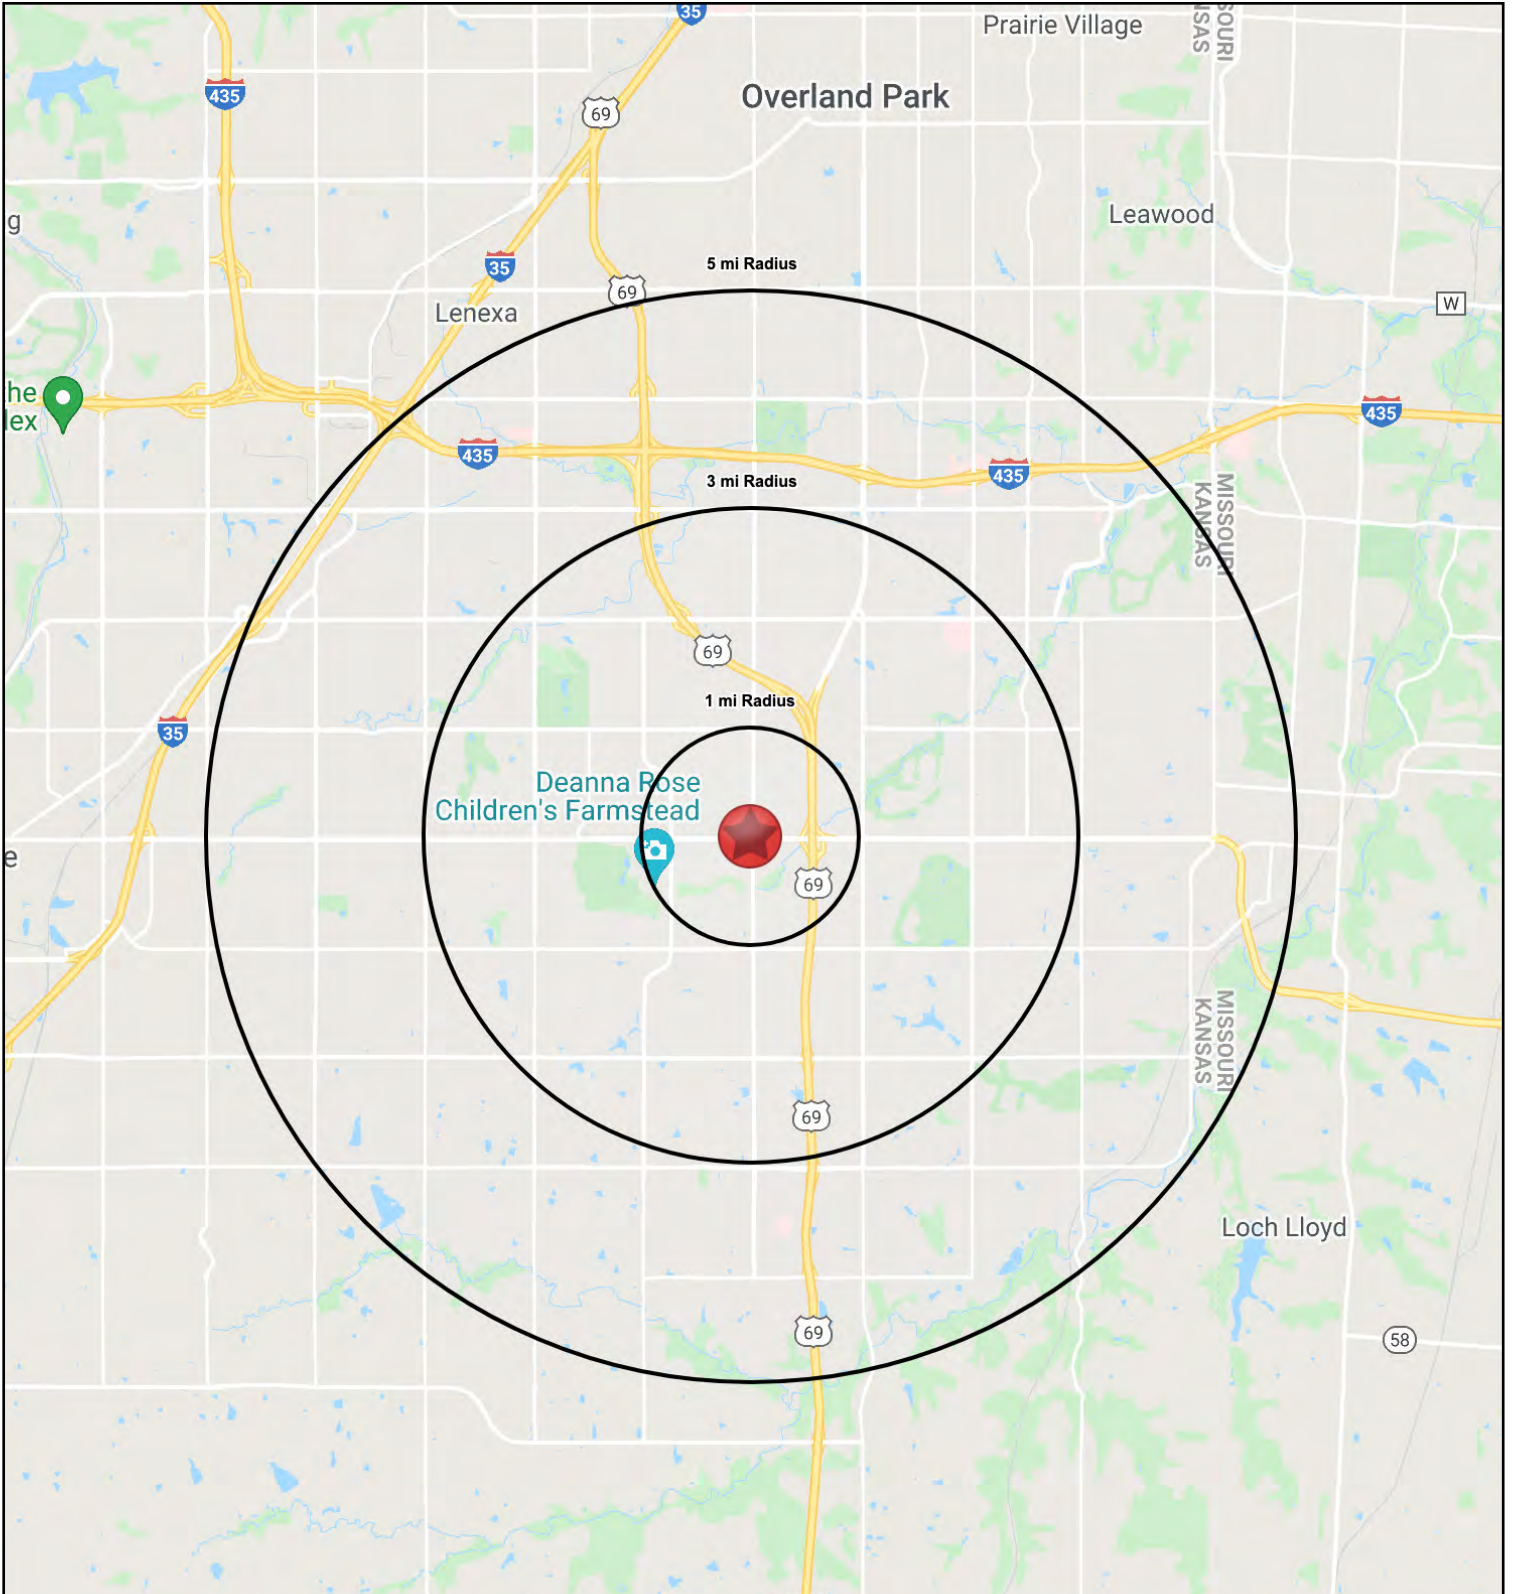 35
Prairie Village
SOURI
NSAS
435
Overland Park
69
Leawood
g
5 mi Radius
35
69
W
Lenexa
he
lex
435
435
435
3 mi Radius
MISSOURI
KANSAS
69
1 mi Radius
35
Deanna Rose
Children's Farmstead
e
69
MISSOURI
KANSAS
69
Loch Lloyd
69
58